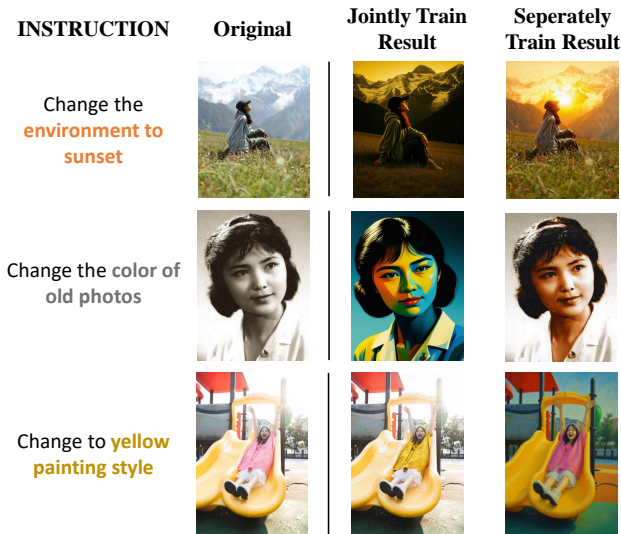 INSTRUCTION
Original
Jointly Train
Result
Seperately
Train Result
Change the
environment to
sunset
Change the color of
old photos
Change to yellow
painting style